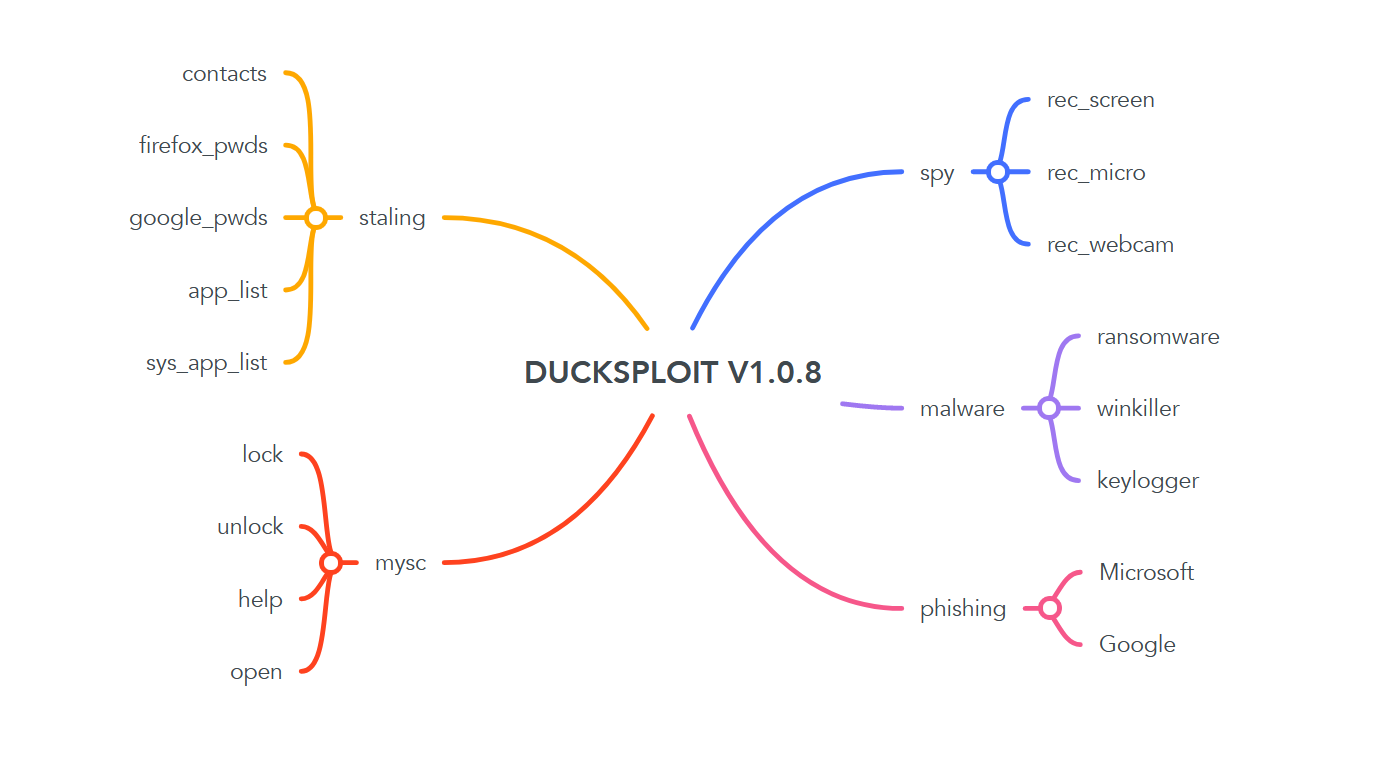 DUCKSPLOIT V1.0.8
staling
contacts
firefox_pwds
google_pwds
app_list
sys_app_list
mysc
lock
unlock
help
open
spy
rec_screen
rec_micro
rec_webcam
malware
ransomware
winkiller
keylogger
phishing
Microsoft
Google